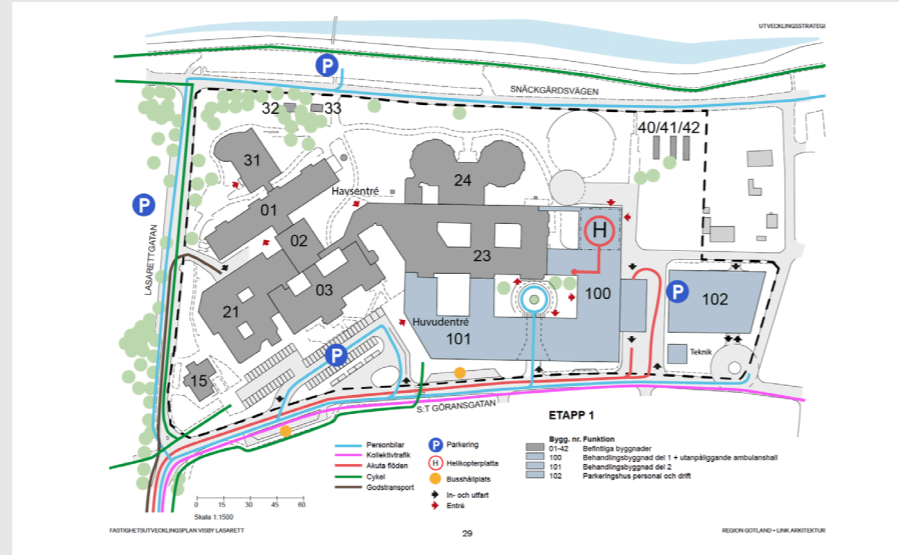 UTVECKLINGSSTRATEGI
P
SNÄCKGÄRDSVÄGEN
32
33
40/41/42
31
24
Havsentré
01
P
H
02
23
LASARETTGATAN
03
100
P
102
21
Huvudentré
101
P
Teknik
15
S:T GÖRANSGATAN
ETAPP 1
Bygg. nr. Funktion
01-42 Befintliga byggnader
100 Behandlingsbyggnad del 1 + utanpåliggande ambulanshall
101 Behandlingsbyggnad del 2
102 Parkeringshus personal och drift
Personbilar
Kollektivtrafik
Akuta flöden
Cykel
Godstransport
P Parkering
H Helikopterplatta
Busshållplats
In- och utfart
Entré
0 15 30 45 60
Skala 1:1500
FASTIGHETSUTVECKLINGSPLAN VISBY LASARETT
29
REGION GOTLAND • LINK ARKITEKTUR